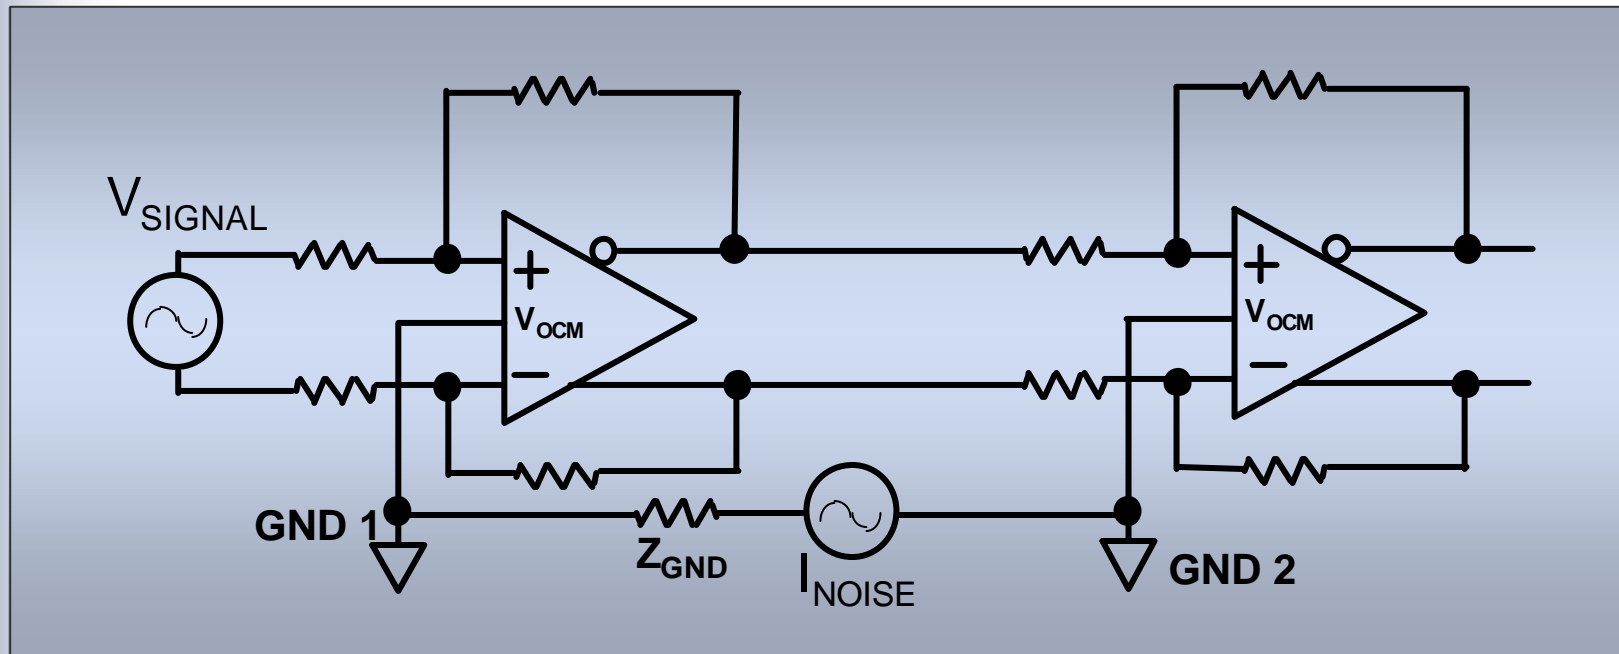 VSIGNAL
+
VOCM
−
+
VOCM
−
GND 1
ZGND
INOISE
GND 2